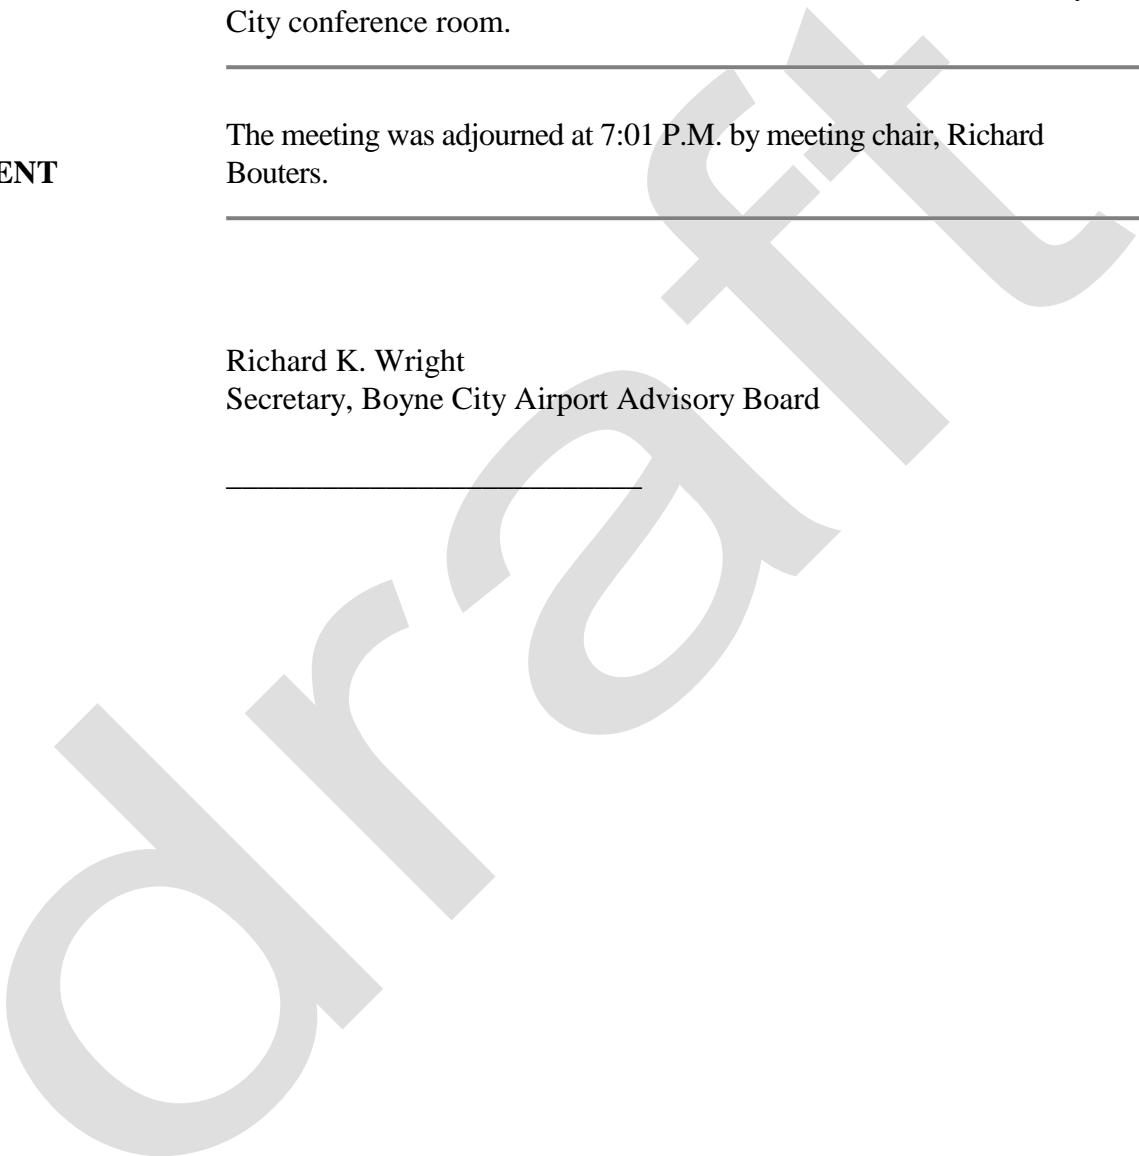 City conference room.
The meeting was adjourned at 7:01 P.M. by meeting chair, Richard
ENT
Bouters.
Richard K. Wright
Secretary, Boyne City Airport Advisory Board
draft